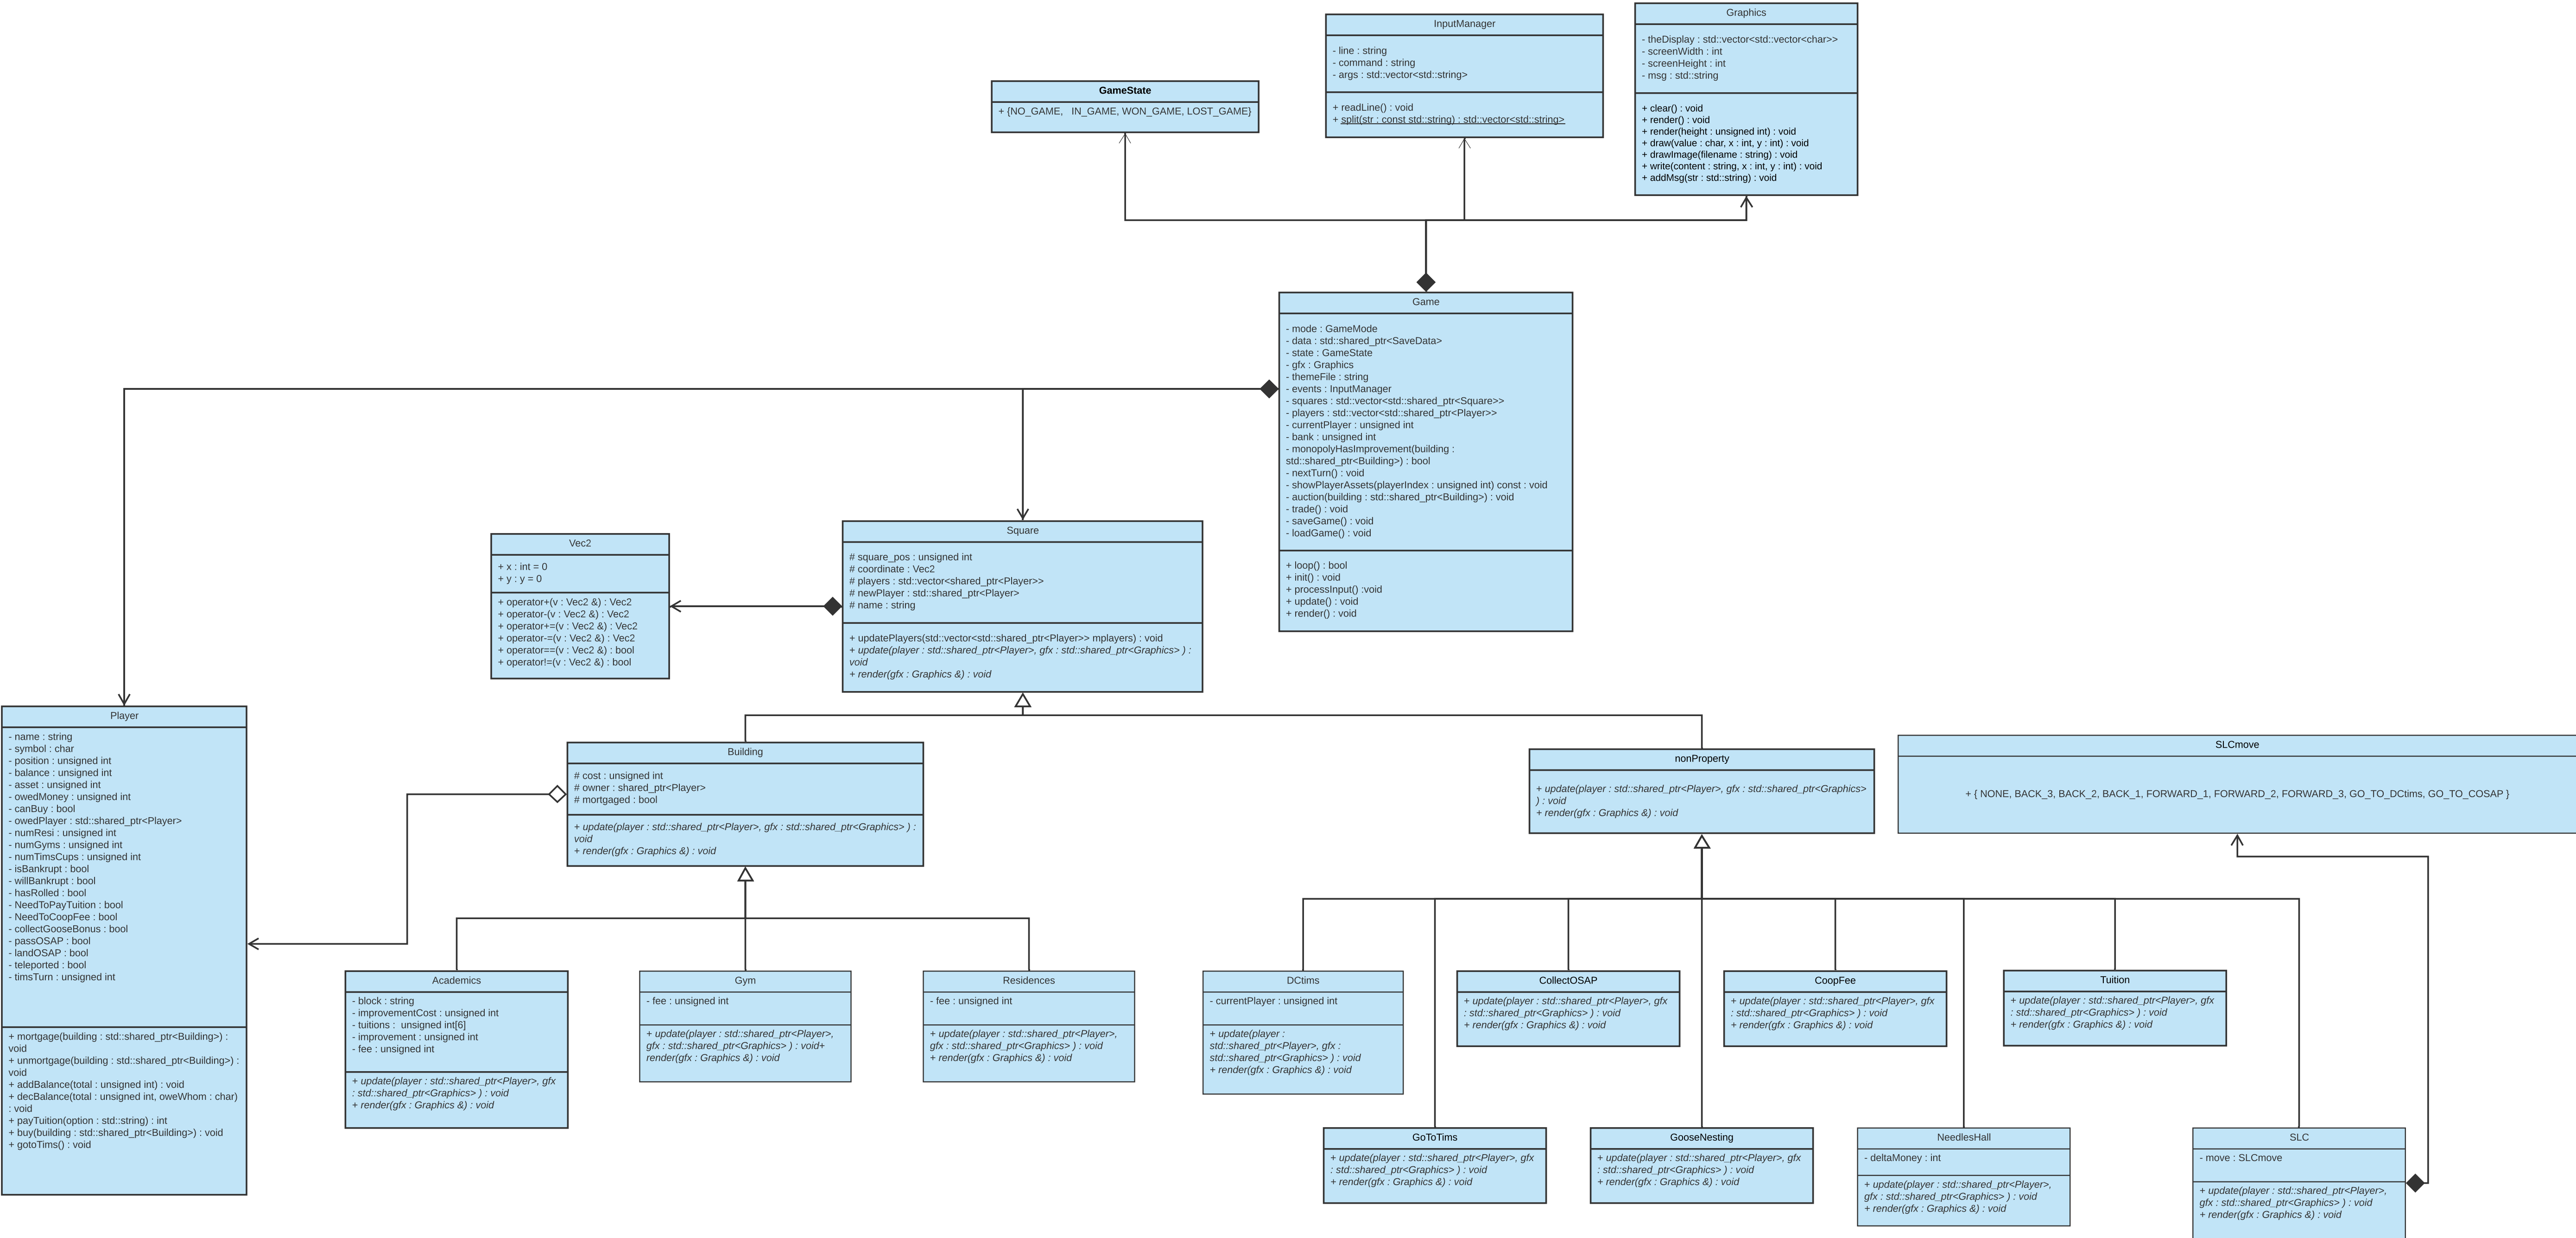 Graphics
- theDisplay : std::vector<std::vector<char>>
- screenWidth : int
- screenHeight : int
- msg : std::string
+ clear() : void
+ render() : void
+ render(height : unsigned int) : void
+ draw(value : char, x : int, y : int) : void
+ drawImage(filename : string) : void
+ write(content : string, x : int, y : int) : void
+ addMsg(str : std::string) : void
InputManager
- line : string
- command : string
- args : std::vector<std::string>
+ readLine() : void
+ split(str : const std::string) : std::vector<std::string>
GameState
+ {NO_GAME,   IN_GAME, WON_GAME, LOST_GAME}
Game
- mode : GameMode
- data : std::shared_ptr<SaveData>
- state : GameState
- gfx : Graphics
- themeFile : string
- events : InputManager
- squares : std::vector<std::shared_ptr<Square>>
- players : std::vector<std::shared_ptr<Player>>
- currentPlayer : unsigned int
- bank : unsigned int
- monopolyHasImprovement(building :
std::shared_ptr<Building>) : bool
- nextTurn() : void
- showPlayerAssets(playerIndex : unsigned int) const : void
- auction(building : std::shared_ptr<Building>) : void
- trade() : void
- saveGame() : void
- loadGame() : void
+ loop() : bool
+ init() : void
+ processInput() :void
+ update() : void
+ render() : void
Square
# square_pos : unsigned int
# coordinate : Vec2
# players : std::vector<shared_ptr<Player>>
# newPlayer : std::shared_ptr<Player>
# name : string
+ updatePlayers(std::vector<std::shared_ptr<Player>> mplayers) : void
+ update(player : std::shared_ptr<Player>, gfx : std::shared_ptr<Graphics> ) :
void
+ render(gfx : Graphics &) : void
Vec2
+ x : int = 0
+ y : y = 0
+ operator+(v : Vec2 &) : Vec2
+ operator-(v : Vec2 &) : Vec2
+ operator+=(v : Vec2 &) : Vec2
+ operator-=(v : Vec2 &) : Vec2
+ operator==(v : Vec2 &) : bool
+ operator!=(v : Vec2 &) : bool
Player
- name : string
- symbol : char
- position : unsigned int
- balance : unsigned int
- asset : unsigned int
- owedMoney : unsigned int
- canBuy : bool
- owedPlayer : std::shared_ptr<Player>
- numResi : unsigned int
- numGyms : unsigned int
- numTimsCups : unsigned int
- isBankrupt : bool
- willBankrupt : bool
- hasRolled : bool
- NeedToPayTuition : bool
- NeedToCoopFee : bool
- collectGooseBonus : bool
- passOSAP : bool
- landOSAP : bool
- teleported : bool
- timsTurn : unsigned int
+ mortgage(building : std::shared_ptr<Building>) :
void
+ unmortgage(building : std::shared_ptr<Building>) :
void
+ addBalance(total : unsigned int) : void
+ decBalance(total : unsigned int, oweWhom : char)
: void
+ payTuition(option : std::string) : int
+ buy(building : std::shared_ptr<Building>) : void
+ gotoTims() : void
Building
# cost : unsigned int
# owner : shared_ptr<Player>
# mortgaged : bool
+ update(player : std::shared_ptr<Player>, gfx : std::shared_ptr<Graphics> ) :
void
+ render(gfx : Graphics &) : void
nonProperty
+ update(player : std::shared_ptr<Player>, gfx : std::shared_ptr<Graphics>
) : void
+ render(gfx : Graphics &) : void
SLCmove
+ { NONE, BACK_3, BACK_2, BACK_1, FORWARD_1, FORWARD_2, FORWARD_3, GO_TO_DCtims, GO_TO_COSAP }
Academics
- block : string
- improvementCost : unsigned int
- tuitions :  unsigned int[6]
- improvement : unsigned int
- fee : unsigned int
+ update(player : std::shared_ptr<Player>, gfx
: std::shared_ptr<Graphics> ) : void
+ render(gfx : Graphics &) : void
Gym
- fee : unsigned int
+ update(player : std::shared_ptr<Player>,
gfx : std::shared_ptr<Graphics> ) : void+
render(gfx : Graphics &) : void
Residences
- fee : unsigned int
+ update(player : std::shared_ptr<Player>,
gfx : std::shared_ptr<Graphics> ) : void
+ render(gfx : Graphics &) : void
DCtims
- currentPlayer : unsigned int
+ update(player :
std::shared_ptr<Player>, gfx :
std::shared_ptr<Graphics> ) : void
+ render(gfx : Graphics &) : void
CollectOSAP
+ update(player : std::shared_ptr<Player>, gfx
: std::shared_ptr<Graphics> ) : void
+ render(gfx : Graphics &) : void
CoopFee
+ update(player : std::shared_ptr<Player>, gfx
: std::shared_ptr<Graphics> ) : void
+ render(gfx : Graphics &) : void
Tuition
+ update(player : std::shared_ptr<Player>, gfx
: std::shared_ptr<Graphics> ) : void
+ render(gfx : Graphics &) : void
GoToTims
+ update(player : std::shared_ptr<Player>, gfx
: std::shared_ptr<Graphics> ) : void
+ render(gfx : Graphics &) : void
GooseNesting
+ update(player : std::shared_ptr<Player>, gfx
: std::shared_ptr<Graphics> ) : void
+ render(gfx : Graphics &) : void
NeedlesHall
- deltaMoney : int
+ update(player : std::shared_ptr<Player>,
gfx : std::shared_ptr<Graphics> ) : void
+ render(gfx : Graphics &) : void
SLC
- move : SLCmove
+ update(player : std::shared_ptr<Player>,
gfx : std::shared_ptr<Graphics> ) : void
+ render(gfx : Graphics &) : void